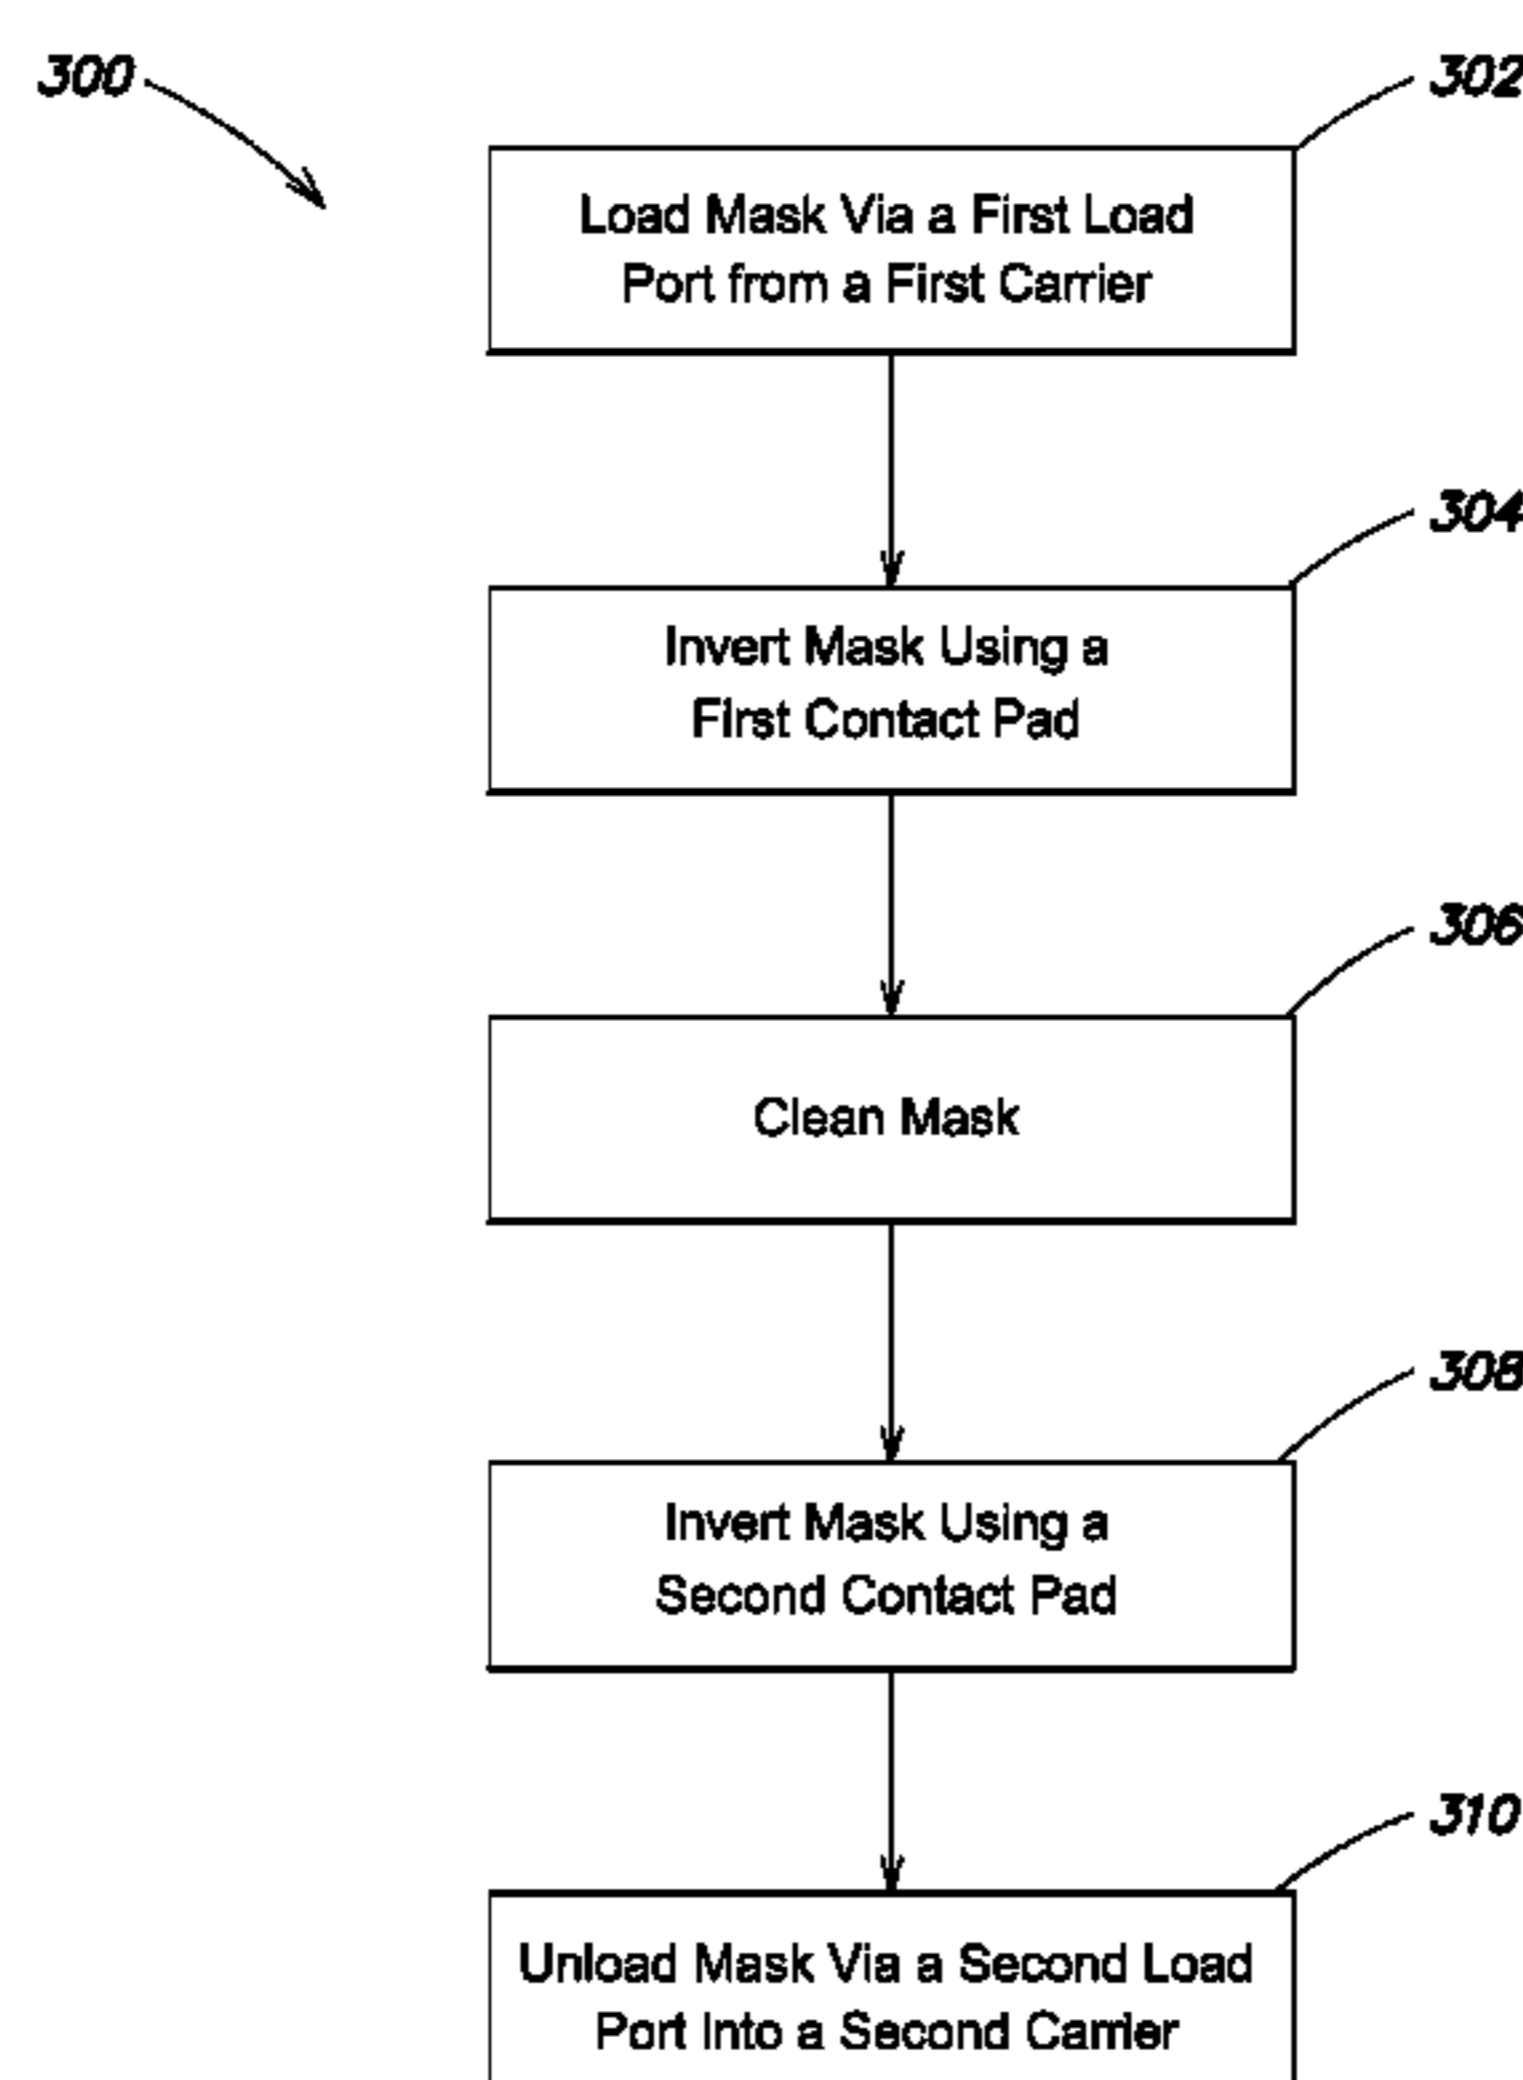 300
302
Load Mask Via a First Load
Port from a First Carrier
304
Invert Mask Using a
First Contact Pad
306
Clean Mask
308
Invert Mask Using a
Second Contact Pad
310
Unload Mask Via a Second Load
Port Into a Second Carrier